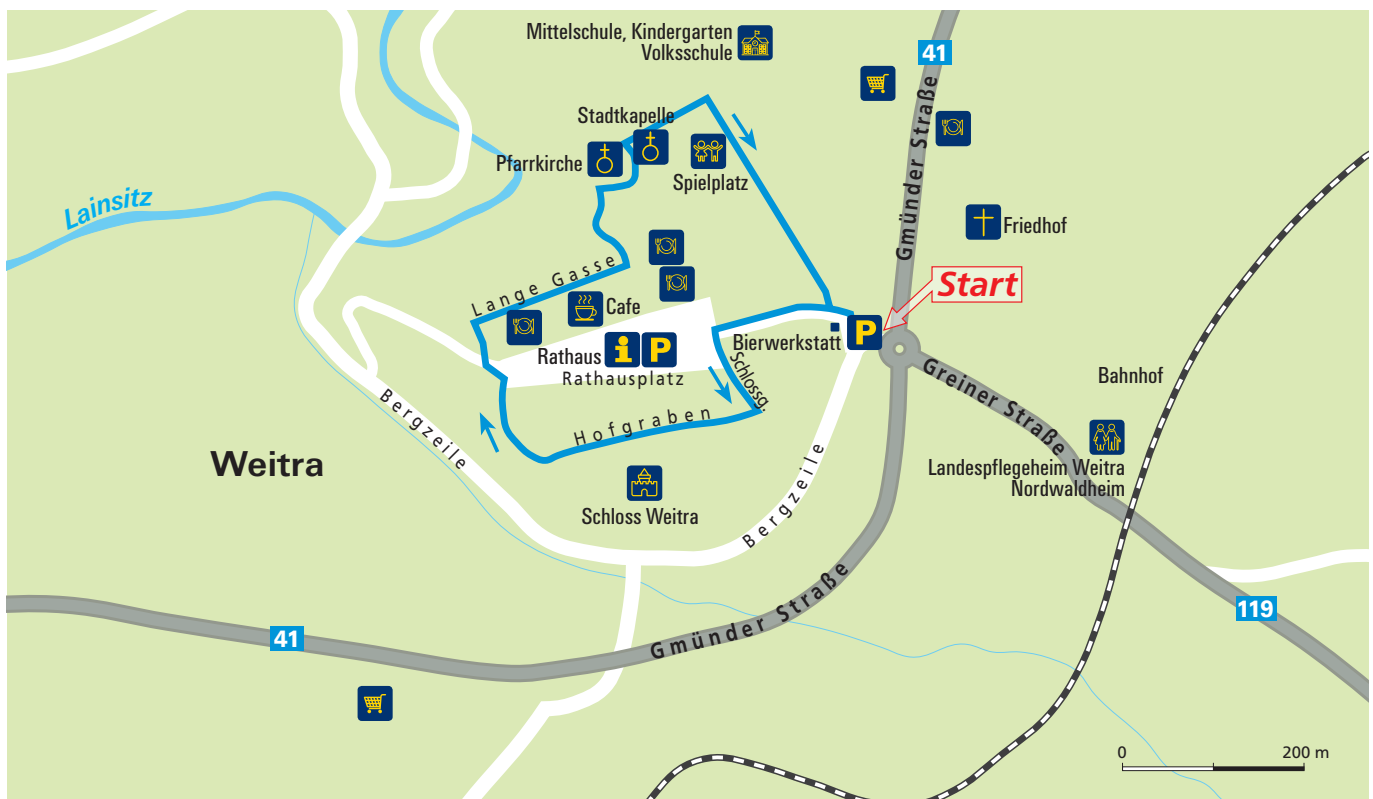 Mittelschule, Kindergarten
Volksschule
41
Gmünder Straße
Stadtkapelle
Pfarrkirche
Spielplatz
Lainsitz
Friedhof
Lange Gasse
Start
Cafe
Bierwerkstatt
P
Rathaus
i P
Rathausplatz
Schlossg.
Bahnhof
Greiner Straße
Bergzeile
Hofgraben
Weitra
Landespflegeheim Weitra
Nordwaldheim
Schloss Weitra
Bergzeile
Gmünder Straße
119
41
0 200 m